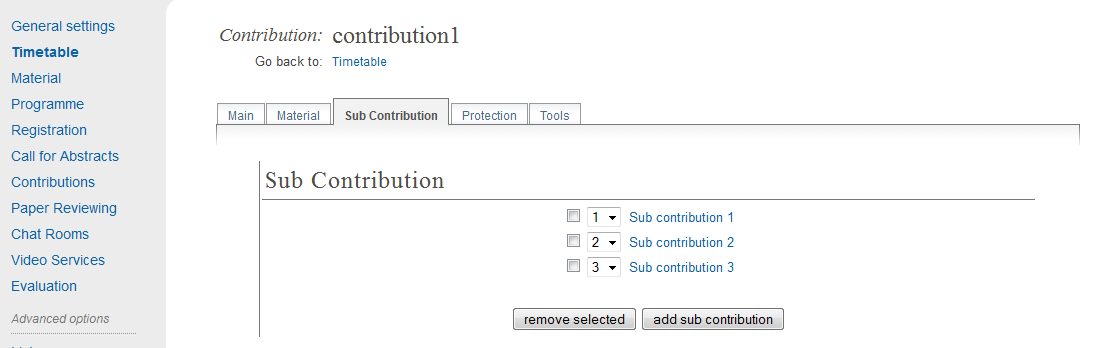 General settings
Timetable
Material
Programme
Registration
Call for Abstracts
Contributions
Paper Reviewing
Chat Rooms
Video Services
Evaluation
Advanced options
Contribution: contribution1
Go back to: Timetable
Main Material Sub Contribution Protection Tools
Sub Contribution
1 Sub contribution 1
2 Sub contribution 2
3 Sub contribution 3
remove selected add sub contribution